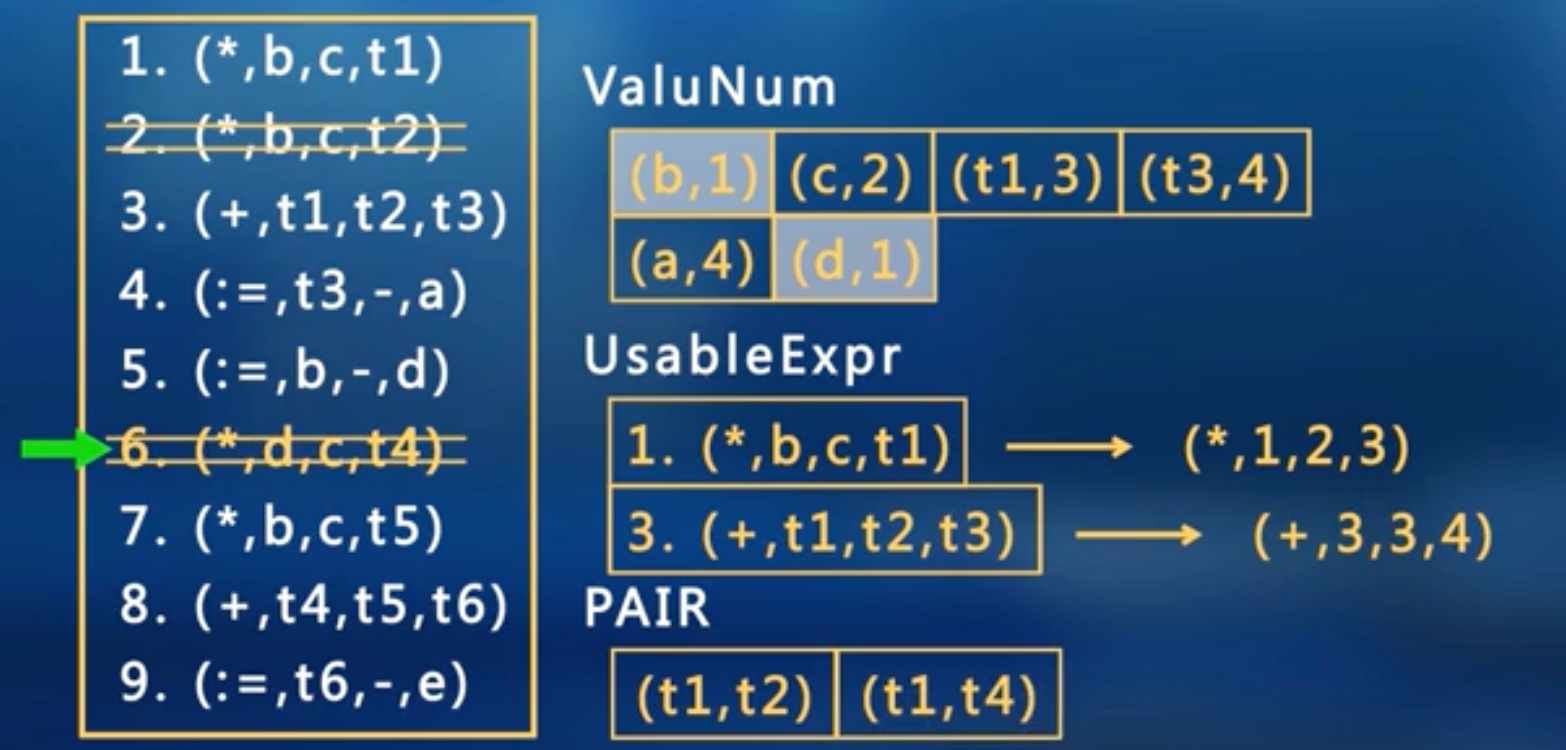 1. (*,b,c,t1)
2. (*,b,c,t2)
3. (+,t1,t2,t3)
4. (:=,t3,-,a)
5. (:=,b,-,d)
6. (*,d,c,t4)
7. (*,b,c,t5)
8. (+,t4,t5,t6)
9. (:=,t6,-,e)
ValuNum
(b,1) (c,2) (t1,3) (t3,4)
(a,4) (d,1)
UsableExpr
1. (*,b,c,t1) → (*,1,2,3)
3. (+,t1,t2,t3) → (+,3,3,4)
PAIR
(t1,t2) (t1,t4)